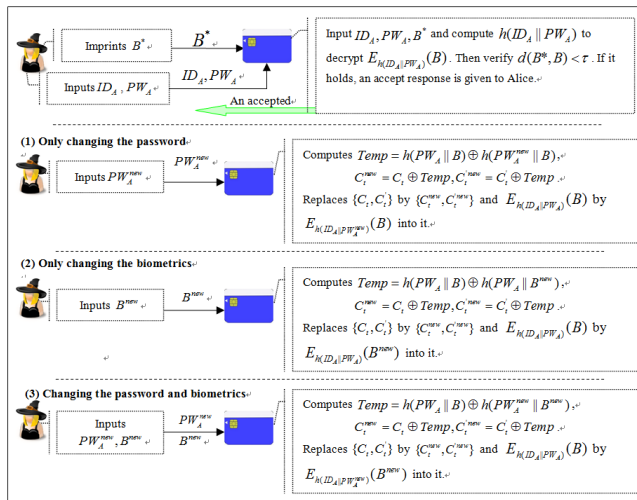 Imprints B*
B*
Input ID_A, PW_A, B* and compute h(ID_A || PW_A) to
decrypt E_{h(ID_A||PW_A)}(B). Then verify d(B*, B) < τ. If it
holds, an accept response is given to Alice.
Inputs ID_A, PW_A
ID_A, PW_A
An accepted
(1) Only changing the password
Inputs PW_A^{new}
PW_A^{new}
Computes Temp = h(PW_A || B) ⊕ h(PW_A^{new} || B),
C_t^{new} = C_t ⊕ Temp, C_t^{'new} = C_t^{'} ⊕ Temp.
Replaces {C_t, C_t^{'}} by {C_t^{new}, C_t^{'new}} and E_{h(ID_A||PW_A)}(B) by
E_{h(ID_A||PW_A^{new})}(B) into it.
(2) Only changing the biometrics
Inputs B^{new}
B^{new}
Computes Temp = h(PW_A || B) ⊕ h(PW_A || B^{new}),
C_t^{new} = C_t ⊕ Temp, C_t^{'new} = C_t^{'} ⊕ Temp.
Replaces {C_t, C_t^{'}} by {C_t^{new}, C_t^{'new}} and E_{h(ID_A||PW_A)}(B) by
E_{h(ID_A||PW_A)}(B^{new}) into it.
(3) Changing the password and biometrics
Inputs
PW_A^{new}, B^{new}
PW_A^{new}
B^{new}
Computes Temp = h(PW_A || B) ⊕ h(PW_A^{new} || B^{new}),
C_t^{new} = C_t ⊕ Temp, C_t^{'new} = C_t^{'} ⊕ Temp.
Replaces {C_t, C_t^{'}} by {C_t^{new}, C_t^{'new}} and E_{h(ID_A||PW_A)}(B) by
E_{h(ID_A||PW_A^{new})}(B^{new}) into it.